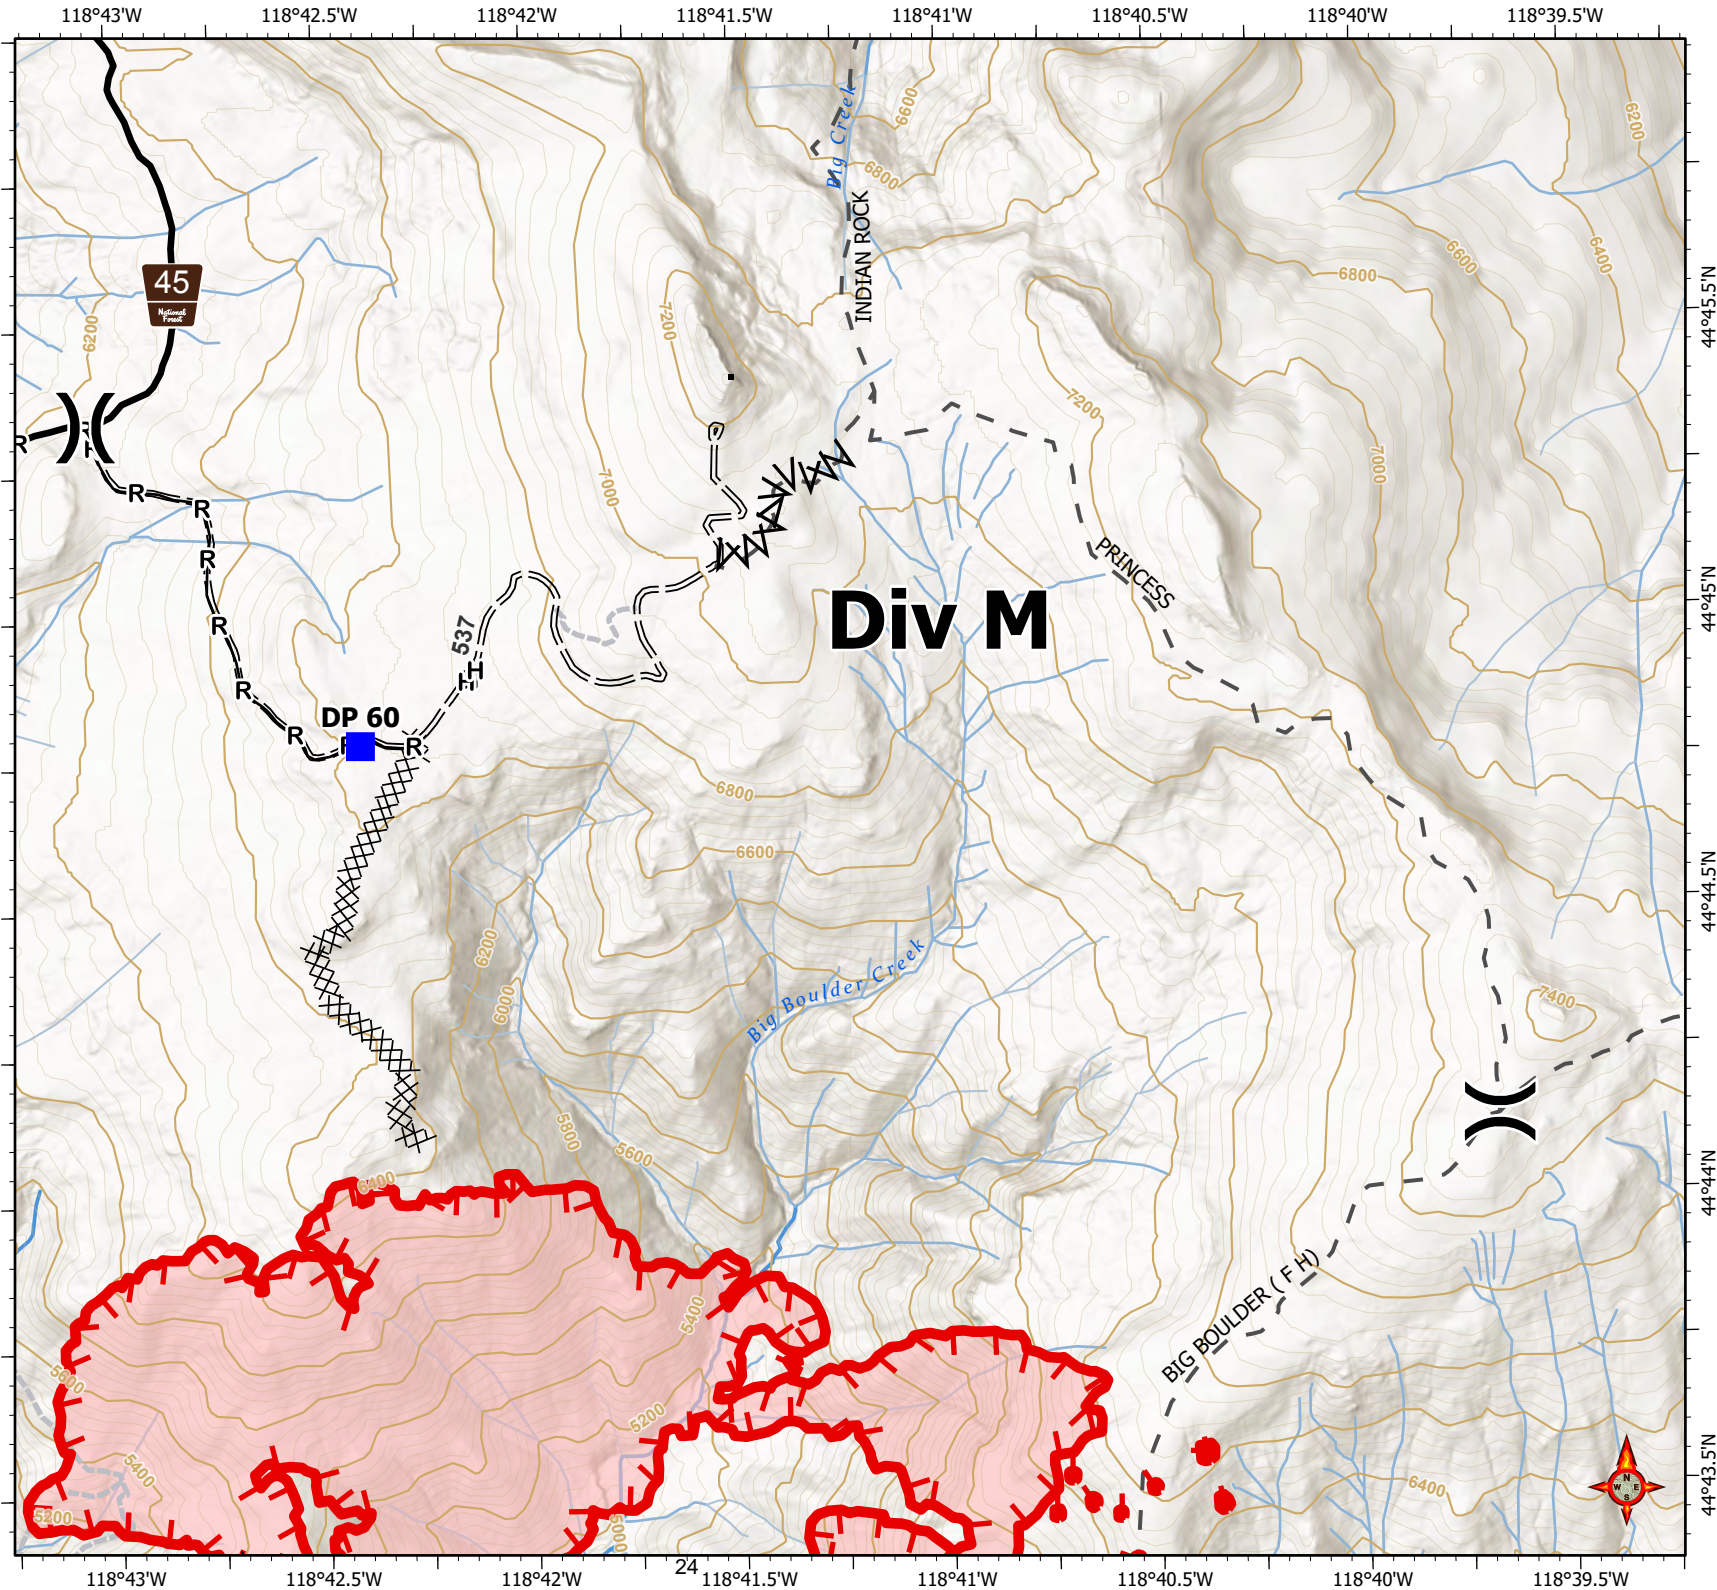 118°43'W 118°42.5'W 118°42'W 118°41.5'W 118°41'W 118°40.5'W 118°40'W 118°39.5'W
Big Creek
6600
6200
6800
INDIAN ROCK
45
National
Forest
6800
6600
6400
44°45.5'N
6200
7200
7200
R
H
7000
7000
R
R
R
PRINCESS
44°45'N
Div M
R
537
H
H
R
DP 60
R
R
6800
6600
44°44.5'N
6200
Big Boulder Creek
6000
7400
5800
5600
44°44'N
6400
BIG BOULDER ( F H)
5400
5600
5200
5400
44°43.5'N
6400
N
W E
S
5200
5000
24
118°43'W 118°42.5'W 118°42'W 118°41.5'W 118°41'W 118°40.5'W 118°40'W 118°39.5'W